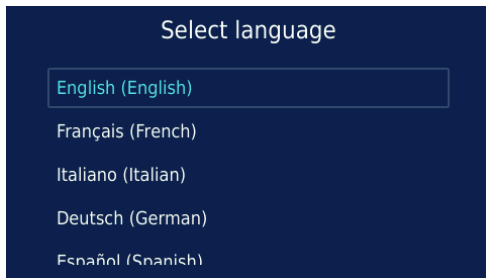 Select language
English (English)
Français (French)
Italiano (Italian)
Deutsch (German)
Español (Spanish)